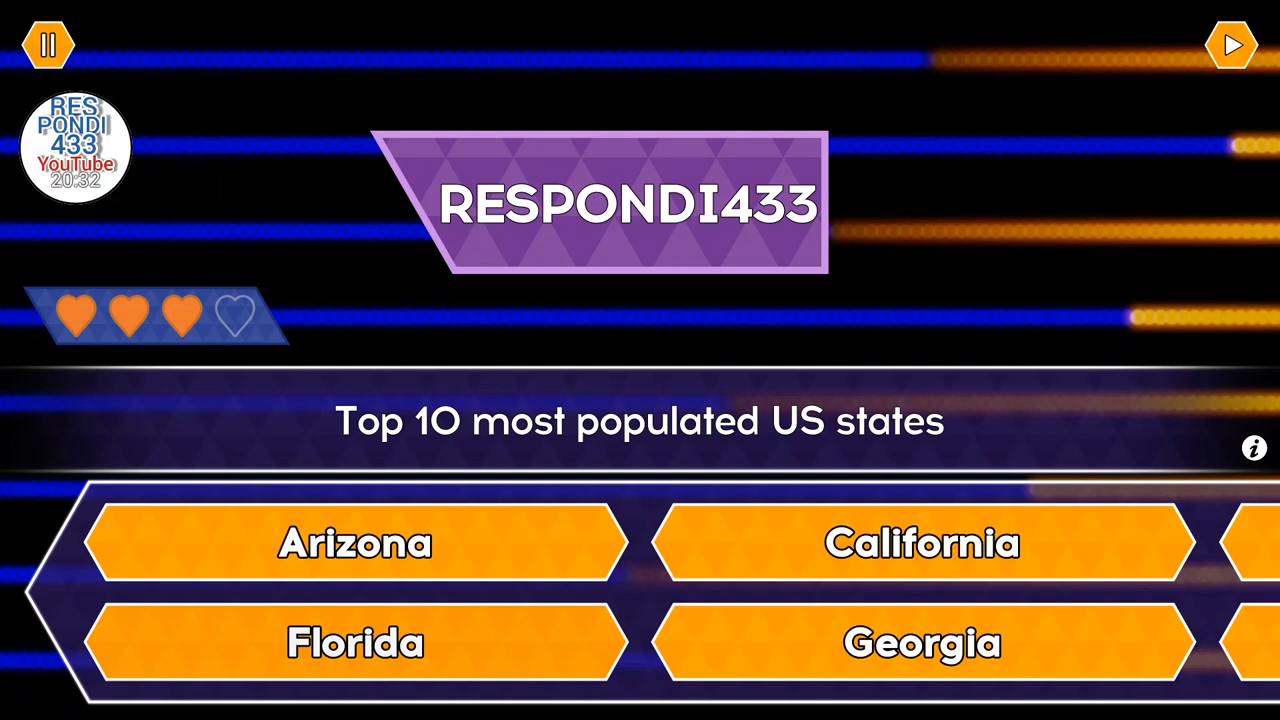 RES
PONDI
433
YouTube
20:32
RESPONDI433
Top 10 most populated US states
i
Arizona
California
Florida
Georgia